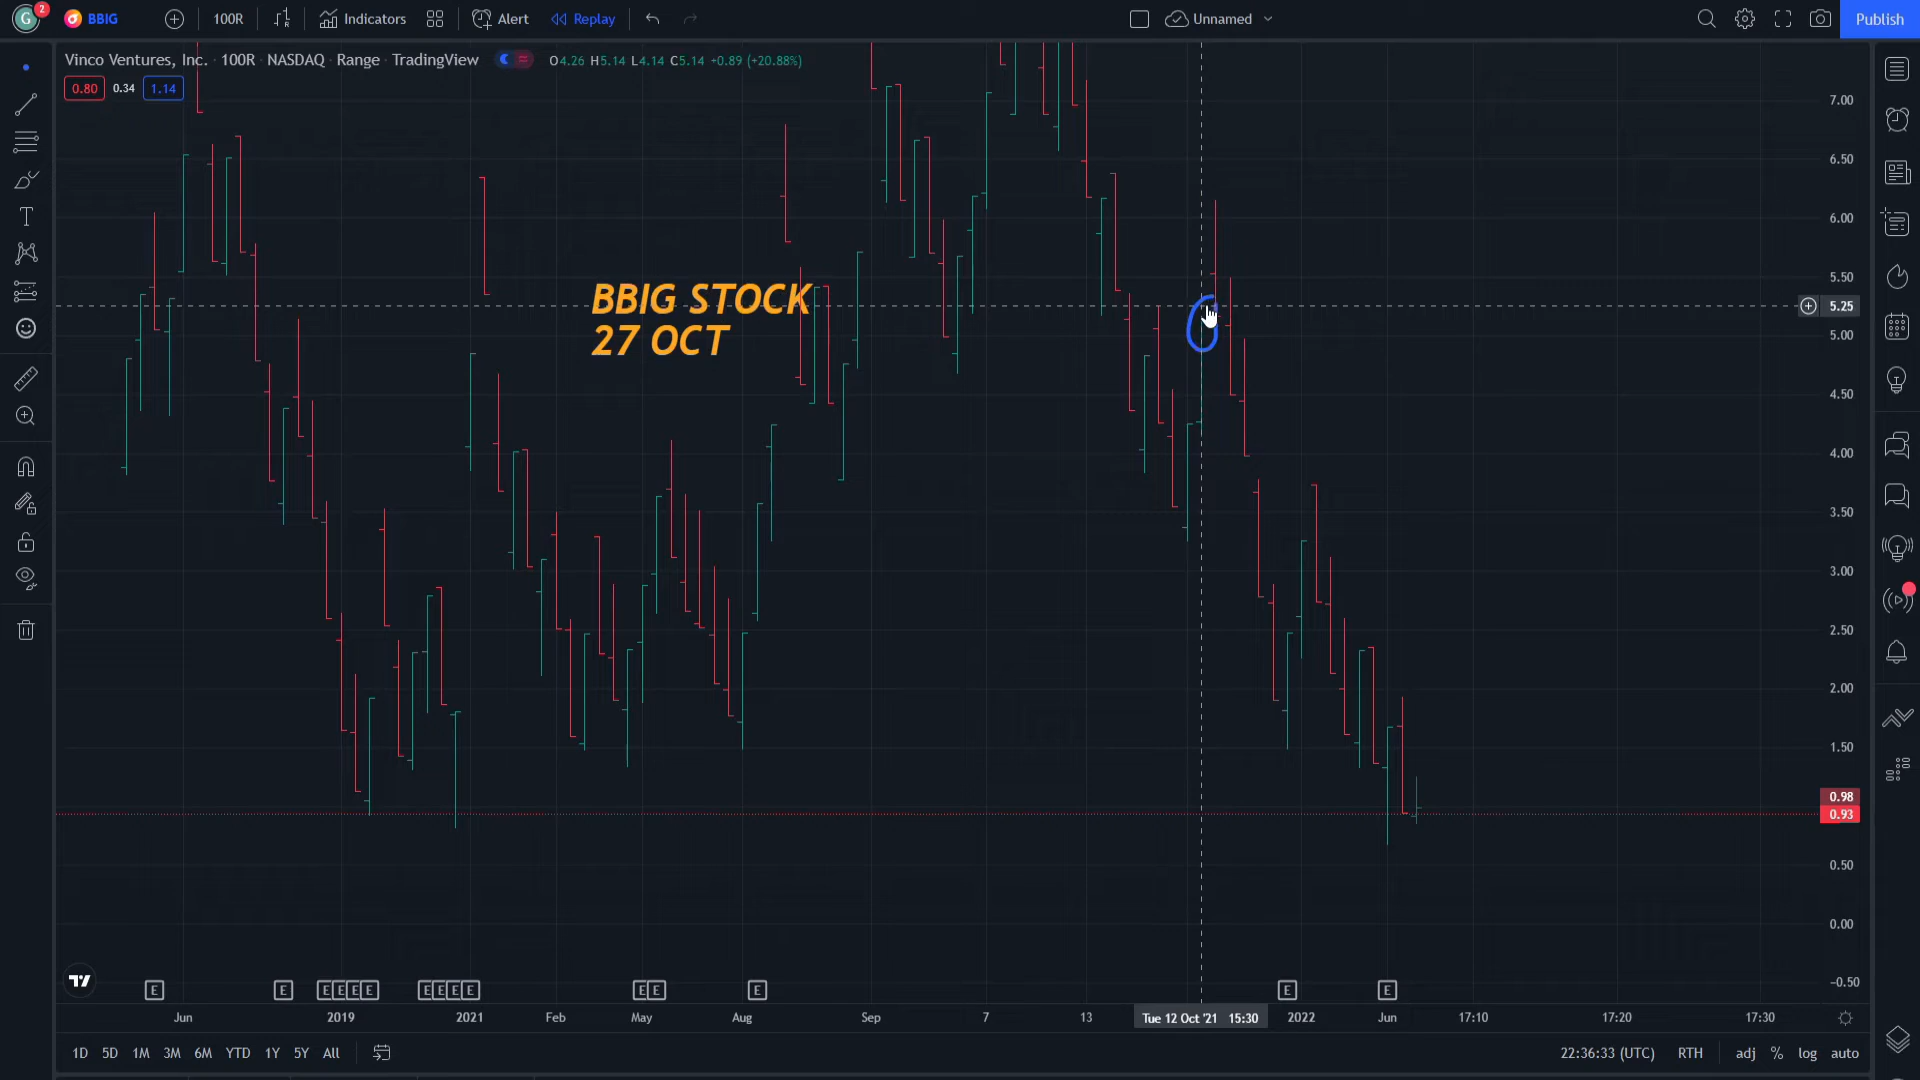 G 2 BBIG 100R Indicators Alert Replay Unnamed Publish
Vinco Ventures, Inc. · 100R · NASDAQ · Range · TradingView O4.26 H5.14 L4.14 C5.14 +0.89 (+20.88%)
0.80 0.34 1.14
7.00
6.50
6.00
5.50
BBIG STOCK
5.25
27 OCT
5.00
4.50
4.00
3.50
3.00
2.50
2.00
1.50
0.98
0.93
0.50
0.00
−0.50
E E E E E E E E E E E E E E E
Jun 2019 2021 Feb May Aug Sep 7 13 Tue 12 Oct '21 15:30 2022 Jun 17:10 17:20 17:30
1D 5D 1M 3M 6M YTD 1Y 5Y All 22:36:33 (UTC) RTH adj % log auto